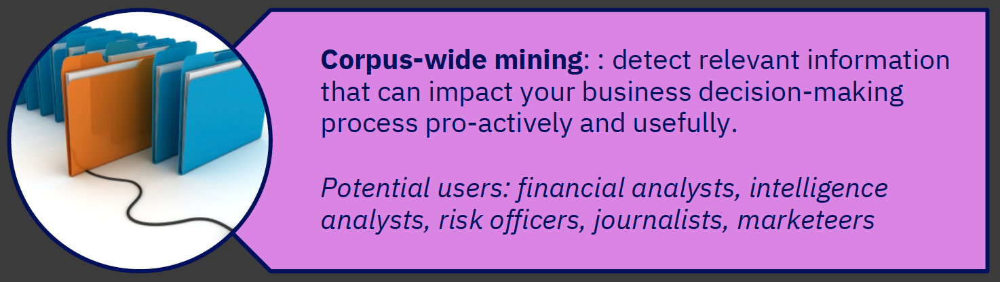 Corpus-wide mining: : detect relevant information
that can impact your business decision-making
process pro-actively and usefully.
Potential users: financial analysts, intelligence
analysts, risk officers, journalists, marketeers